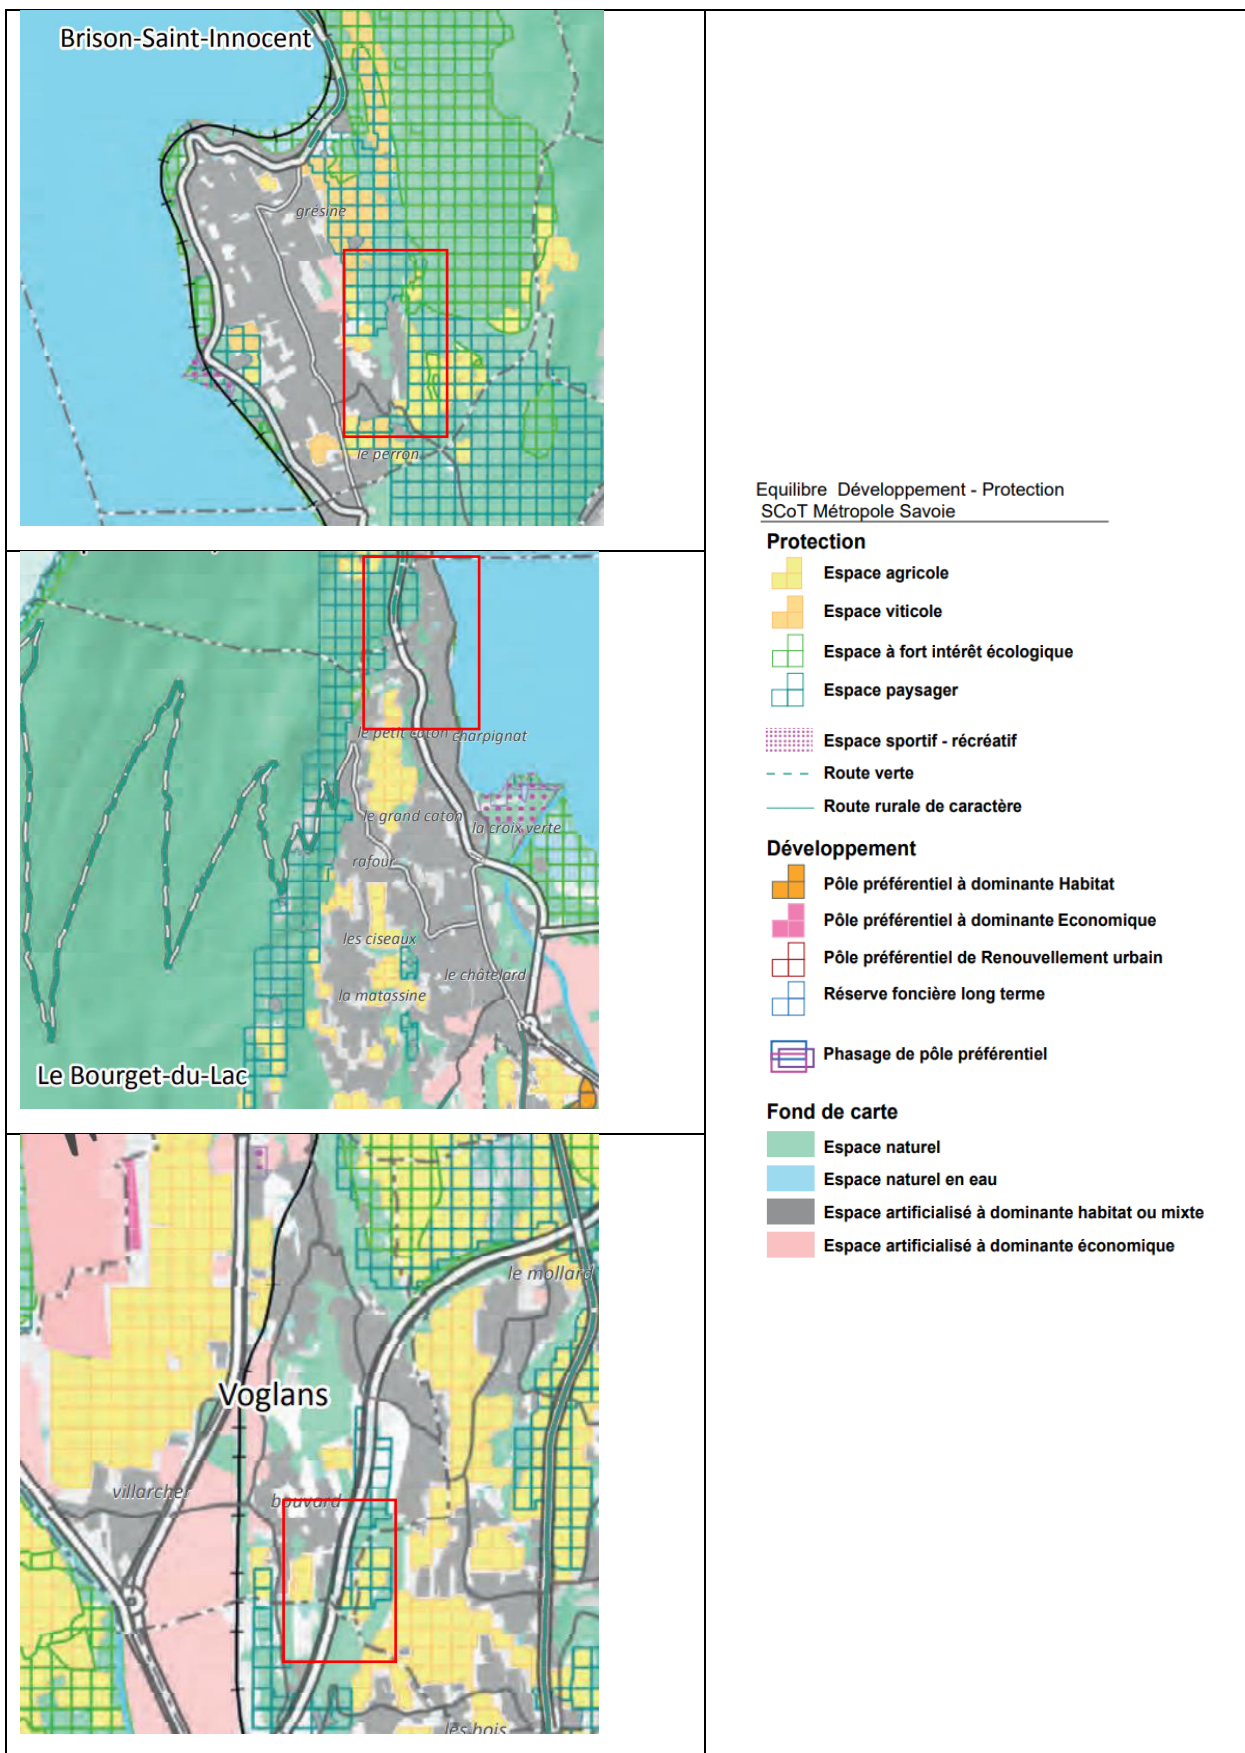 Brison-Saint-Innocent
grésine
le perron
le petit caton
charpignat
le grand caton
la croix verte
rafour
les ciseaux
le châtelard
la matassine
Le Bourget-du-Lac
le mollard
Voglans
villarcher
bouvard
les bois
Equilibre Développement - Protection
SCoT Métropole Savoie
Protection
Espace agricole
Espace viticole
Espace à fort intérêt écologique
Espace paysager
Espace sportif - récréatif
Route verte
Route rurale de caractère
Développement
Pôle préférentiel à dominante Habitat
Pôle préférentiel à dominante Economique
Pôle préférentiel de Renouvellement urbain
Réserve foncière long terme
Phasage de pôle préférentiel
Fond de carte
Espace naturel
Espace naturel en eau
Espace artificialisé à dominante habitat ou mixte
Espace artificialisé à dominante économique